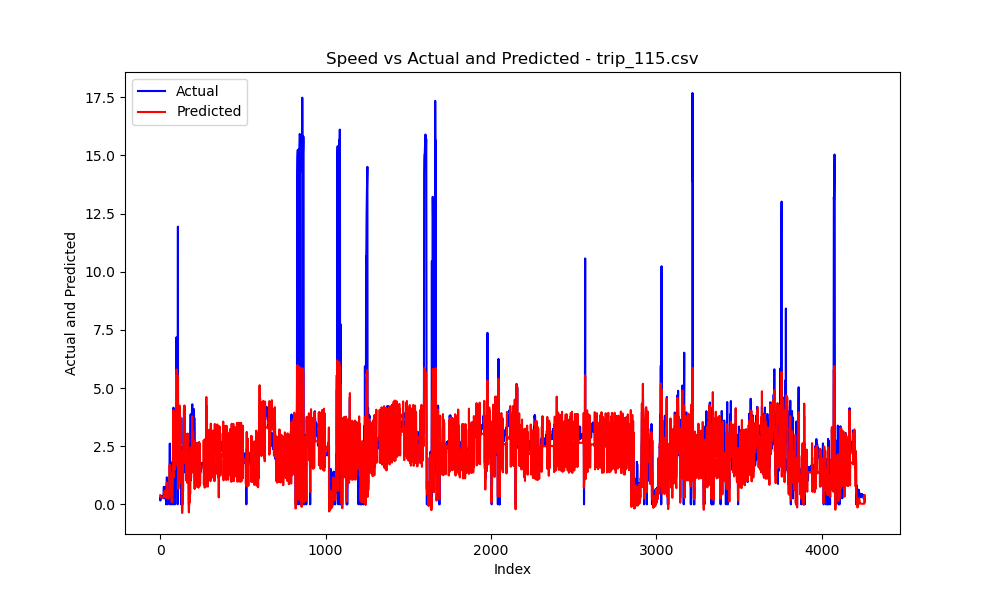 Speed vs Actual and Predicted - trip_115.csv
Actual
Predicted
Actual and Predicted
17.5
15.0
12.5
10.0
7.5
5.0
2.5
0.0
0
1000
2000
3000
4000
Index